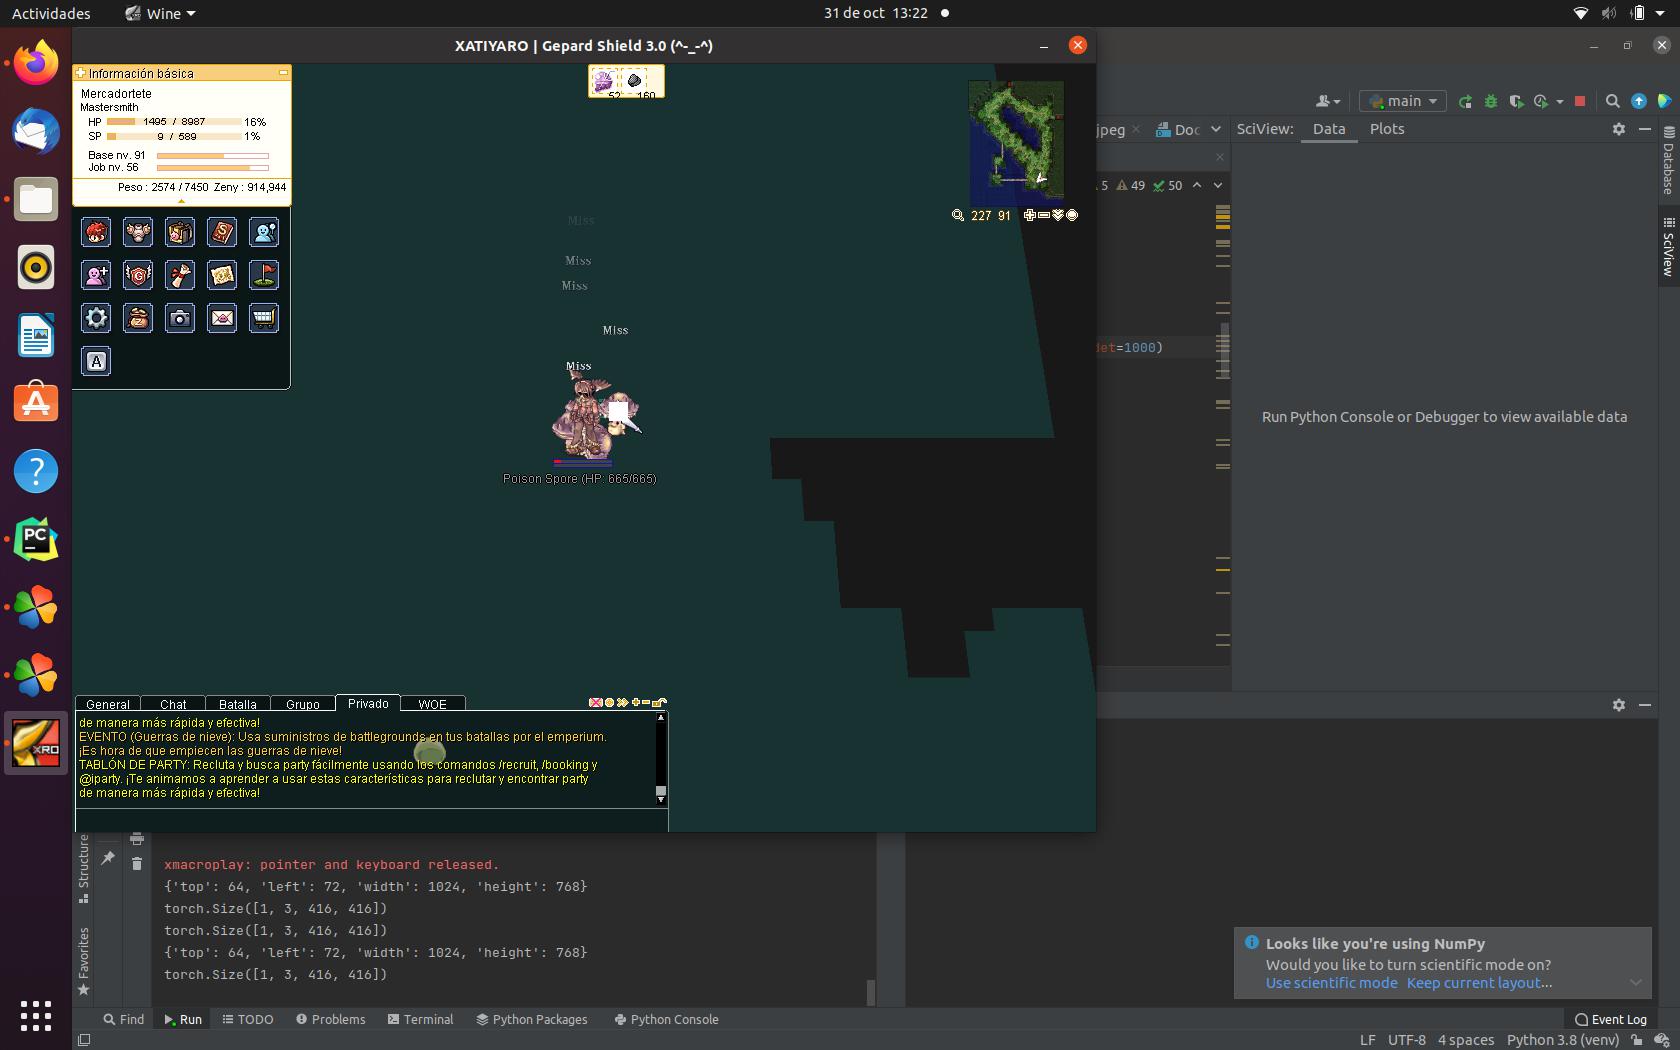 Actividades
Wine
31 de oct 13:22
XATIYARO | Gepard Shield 3.0 (^-_-^)
Información básica
Mercadortete
Mastersmith
HP 1495 / 8987 16%
SP 9 / 589 1%
Base nv. 91
Job nv. 56
Peso : 2574 / 7450 Zeny : 914,944
52 160
227 91
Miss
Miss
Miss
Miss
Miss
Poison Spore (HP: 665/665)
General Chat Batalla Grupo Privado WOE
de manera más rápida y efectiva!
EVENTO (Guerras de nieve): Usa suministros de battlegrounds en tus batallas por el emperium.
¡Es hora de que empiecen las guerras de nieve!
TABLÓN DE PARTY: Recluta y busca party fácilmente usando los comandos /recruit, /booking y
@iparty. ¡Te animamos a aprender a usar estas características para reclutar y encontrar party
de manera más rápida y efectiva!
main
jpeg
Doc
SciView: Data Plots
5 49 50
det=1000)
Run Python Console or Debugger to view available data
Database
SciView
Structure
Favorites
xmacroplay: pointer and keyboard released.
{'top': 64, 'left': 72, 'width': 1024, 'height': 768}
torch.Size([1, 3, 416, 416])
torch.Size([1, 3, 416, 416])
{'top': 64, 'left': 72, 'width': 1024, 'height': 768}
torch.Size([1, 3, 416, 416])
Looks like you're using NumPy
Would you like to turn scientific mode on?
Use scientific mode Keep current layout...
Find Run TODO Problems Terminal Python Packages Python Console
Event Log
LF UTF-8 4 spaces Python 3.8 (venv)
PC
XRO
A